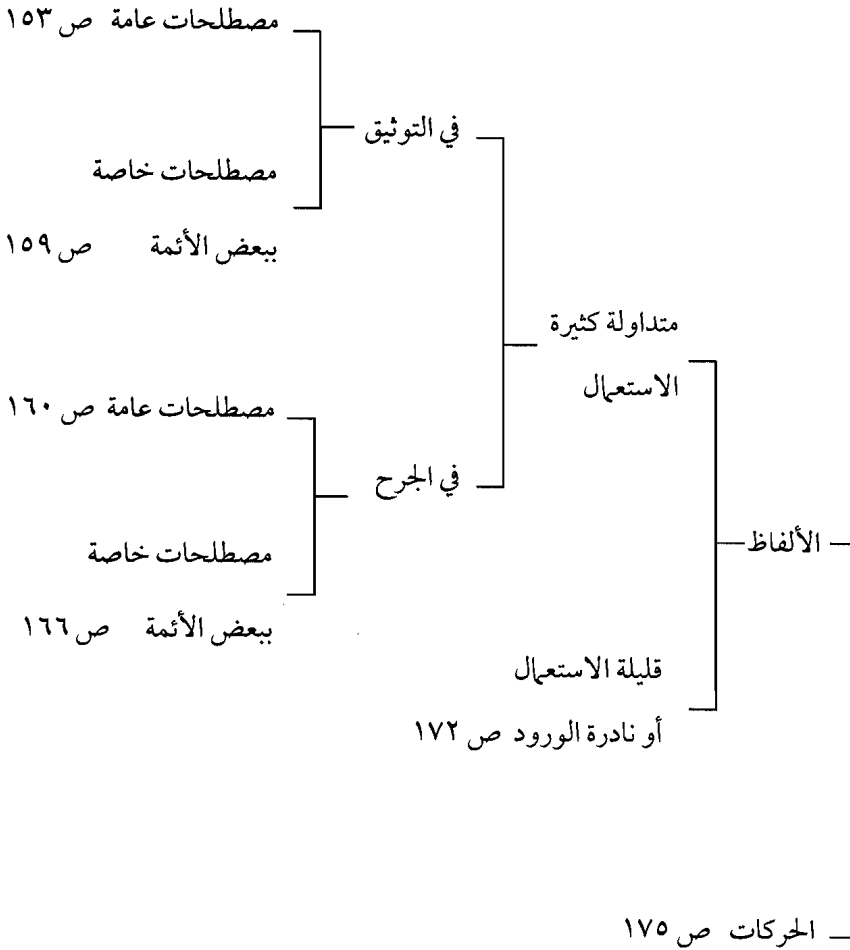 مصطلحات عامة ص ١٥٣
في التوثيق
مصطلحات خاصة
ببعض الأئمة ص ١٥٩
متداولة كثيرة
الاستعمال
مصطلحات عامة ص ١٦٠
في الجرح
الألفاظ
مصطلحات خاصة
ببعض الأئمة ص ١٦٦
قليلة الاستعمال
أو نادرة الورود ص ١٧٢
الحركات ص ١٧٥